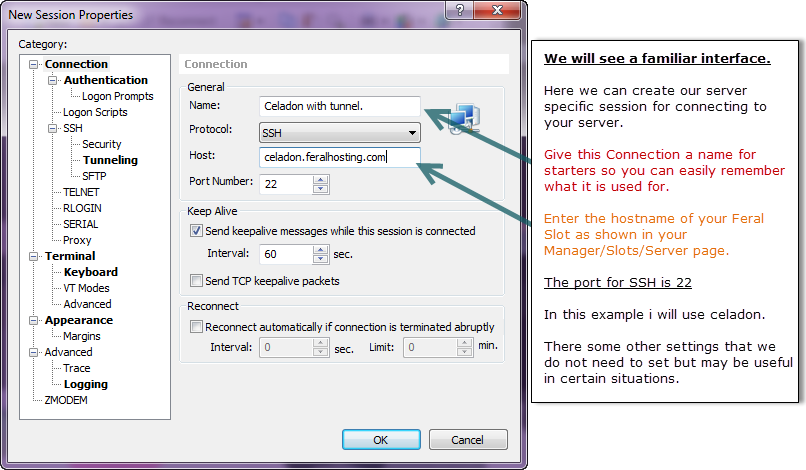 New Session Properties
Category:
Connection
Authentication
Logon Prompts
Logon Scripts
SSH
Security
Tunneling
SFTP
TELNET
RLOGIN
SERIAL
Proxy
Terminal
Keyboard
VT Modes
Advanced
Appearance
Margins
Advanced
Trace
Logging
ZMODEM
Connection
General
Name: Celadon with tunnel.
Protocol: SSH
Host: celadon.feralhosting.com
Port Number: 22
Keep Alive
Send keepalive messages while this session is connected
Interval: 60 sec.
Send TCP keepalive packets
Reconnect
Reconnect automatically if connection is terminated abruptly
Interval: 0 sec. Limit: 0 min.
OK Cancel
We will see a familiar interface.
Here we can create our server
specific session for connecting to
your server.
Give this Connection a name for
starters so you can easily remember
what it is used for.
Enter the hostname of your Feral
Slot as shown in your
Manager/Slots/Server page.
The port for SSH is 22
In this example i will use celadon.
There some other settings that we
do not need to set but may be useful
in certain situations.